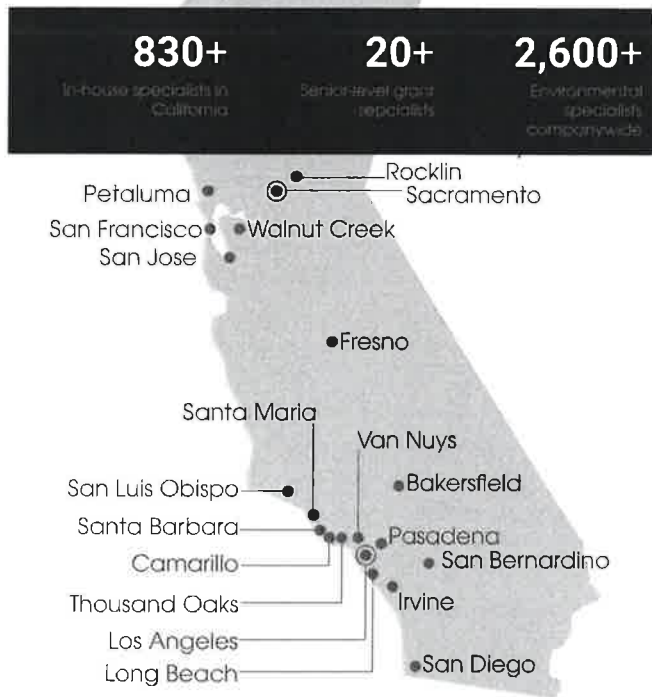 830+
In-house specialists in
California
20+
Senior-level grant
sepcialists
2,600+
Environmental
specialists
companywide
Rocklin
Petaluma
Sacramento
San Francisco
Walnut Creek
San Jose
Fresno
Santa Maria
Van Nuys
San Luis Obispo
Bakersfield
Santa Barbara
Pasadena
Camarillo
San Bernardino
Thousand Oaks
Irvine
Los Angeles
Long Beach
San Diego